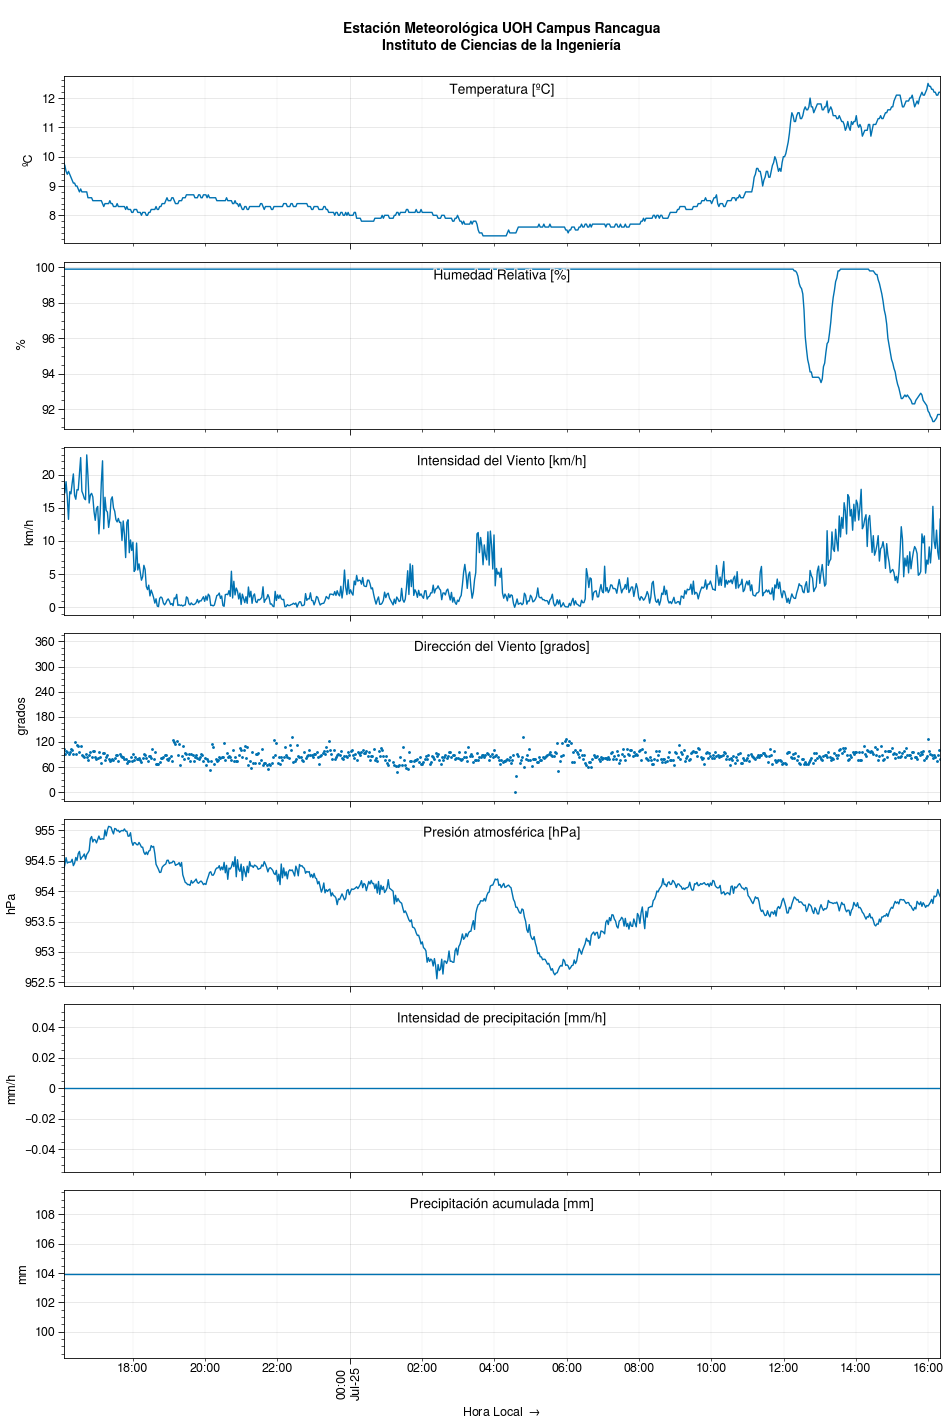 Estación Meteorológica UOH Campus Rancagua
Instituto de Ciencias de la Ingeniería
Temperatura [ºC]
ºC
12
11
10
9
8
Humedad Relativa [%]
%
100
98
96
94
92
Intensidad del Viento [km/h]
km/h
20
15
10
5
0
Dirección del Viento [grados]
grados
360
300
240
180
120
60
0
Presión atmosférica [hPa]
hPa
955
954.5
954
953.5
953
952.5
Intensidad de precipitación [mm/h]
mm/h
0.04
0.02
0
−0.02
−0.04
Precipitación acumulada [mm]
mm
108
106
104
102
100
18:00 20:00 22:00 00:00 02:00 04:00 06:00 08:00 10:00 12:00 14:00 16:00
Jul-25
Hora Local →